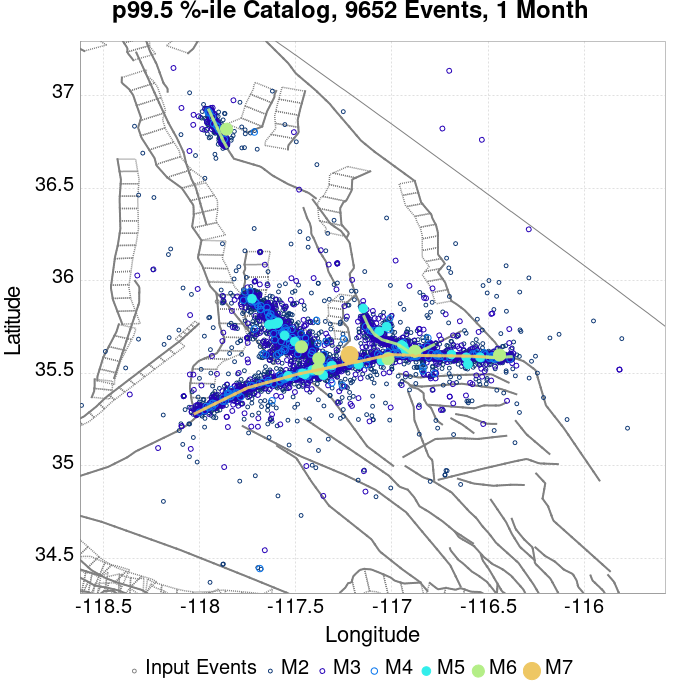 p99.5 %-ile Catalog, 9652 Events, 1 Month
37
36.5
36
35.5
35
34.5
Latitude
-118.5 -118 -117.5 -117 -116.5 -116
Longitude
Input Events M2 M3 M4 M5 M6 M7